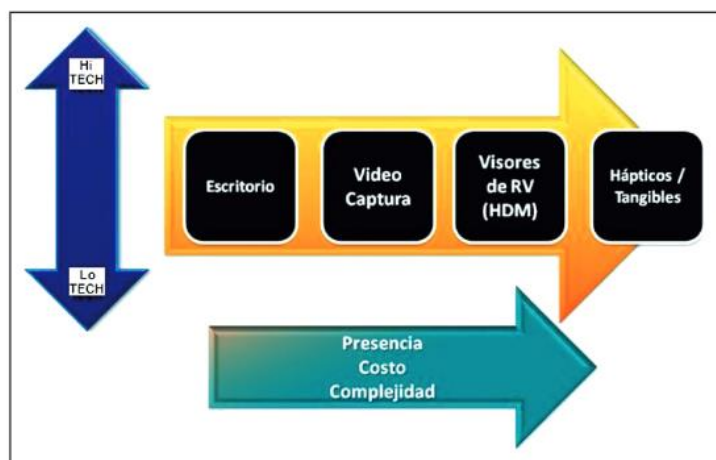 Hi
TECH
Escritorio
Video
Captura
Visores
de RV
(HDM)
Hápticos /
Tangibles
Lo
TECH
Presencia
Costo
Complejidad